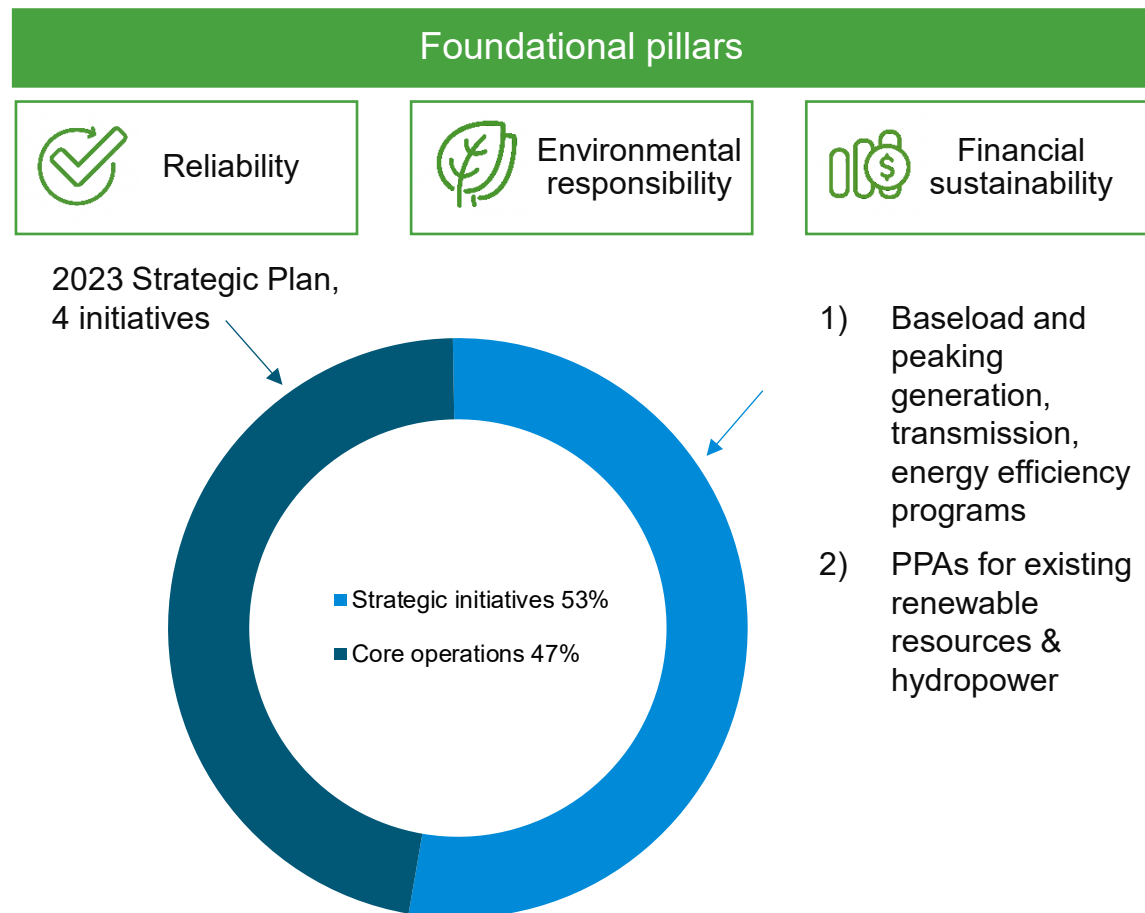 Foundational pillars
Reliability
Environmental
responsibility
$
Financial
sustainability
2023 Strategic Plan,
4 initiatives
Strategic initiatives 53%
Core operations 47%
1) Baseload and
peaking
generation,
transmission,
energy efficiency
programs
2) PPAs for existing
renewable
resources &
hydropower